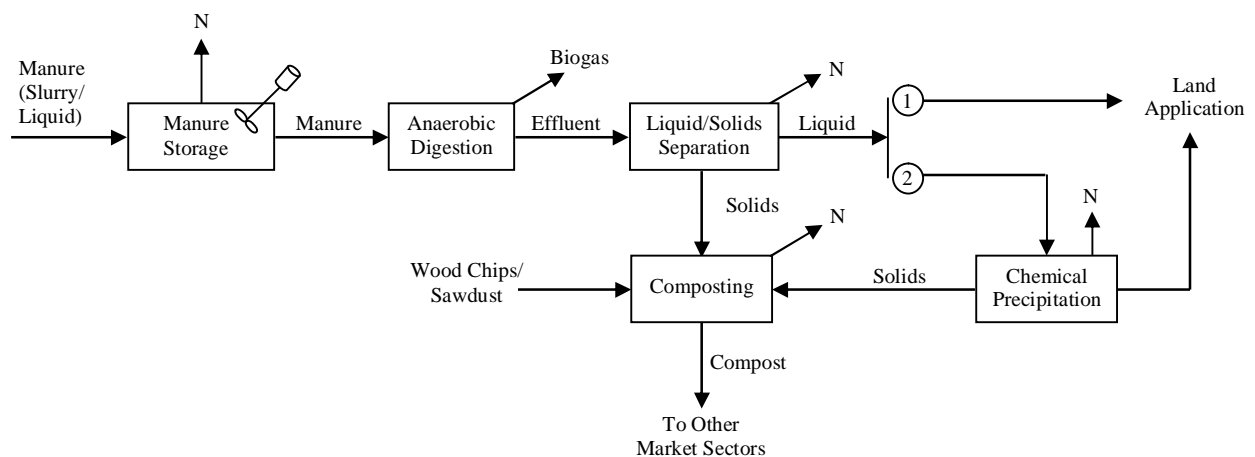 N
Manure
(Slurry/
Liquid)
Manure
Storage
Manure
Biogas
Anaerobic
Digestion
Effluent
N
Liquid/Solids
Separation
Liquid
1
2
Land
Application
Solids
N
N
Wood Chips/
Sawdust
Composting
Solids
Chemical
Precipitation
Compost
To Other
Market Sectors